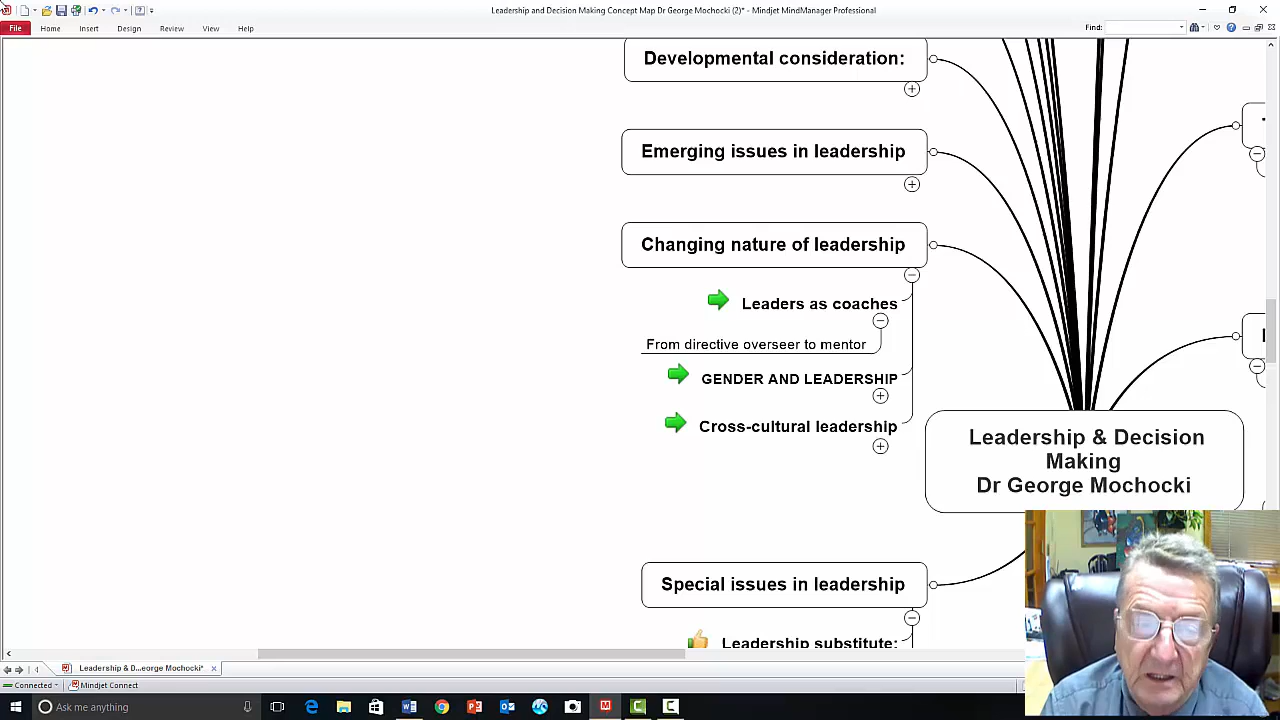 Leadership and Decision Making Concept Map Dr George Mochocki (2)* - Mindjet MindManager Professional
File Home Insert Design Review View Help Find:
Developmental consideration:
Emerging issues in leadership
Changing nature of leadership
Leaders as coaches
From directive overseer to mentor
GENDER AND LEADERSHIP
Cross-cultural leadership
Leadership & Decision
Making
Dr George Mochocki
Special issues in leadership
Leadership substitute:
Leadership & D...eorge Mochocki*
Connected Mindjet Connect
Ask me anything